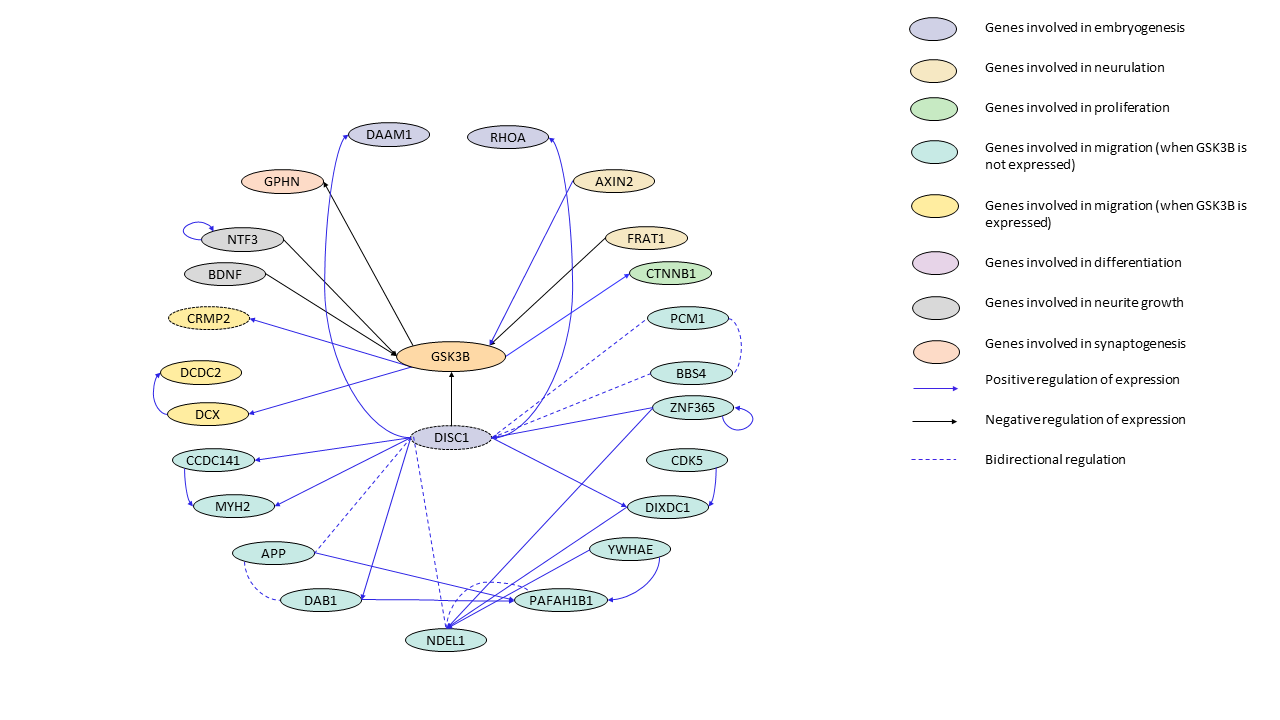 DAAM1
RHOA
GPHN
AXIN2
NTF3
FRAT1
BDNF
CTNNB1
CRMP2
PCM1
GSK3B
DCDC2
BBS4
DCX
ZNF365
DISC1
CCDC141
CDK5
MYH2
DIXDC1
APP
YWHAE
DAB1
PAFAH1B1
NDEL1
Genes involved in embryogenesis
Genes involved in neurulation
Genes involved in proliferation
Genes involved in migration (when GSK3B is
not expressed)
Genes involved in migration (when GSK3B is
expressed)
Genes involved in differentiation
Genes involved in neurite growth
Genes involved in synaptogenesis
Positive regulation of expression
Negative regulation of expression
Bidirectional regulation